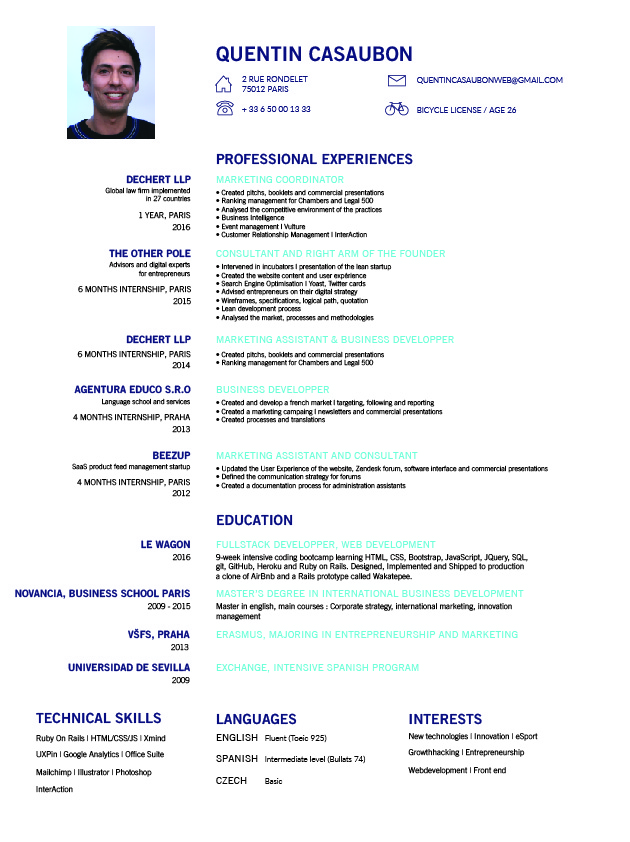 QUENTIN CASAUBON
2 RUE RONDELET
75012 PARIS
QUENTINCASAUBONWEB@GMAIL.COM
+ 33 6 50 00 13 33
BICYCLE LICENSE / AGE 26
PROFESSIONAL EXPERIENCES
DECHERT LLP
Global law firm implemented
in 27 countries
1 YEAR, PARIS
2016
MARKETING COORDINATOR
• Created pitchs, booklets and commercial presentations
• Ranking management for Chambers and Legal 500
• Analysed the competitive environment of the practices
• Business Intelligence
• Event management I Vulture
• Customer Relationship Management I InterAction
THE OTHER POLE
Advisors and digital experts
for entrepreneurs
6 MONTHS INTERNSHIP, PARIS
2015
CONSULTANT AND RIGHT ARM OF THE FOUNDER
• Intervened in incubators I presentation of the lean startup
• Created the website content and user expérience
• Search Engine Optimisation I Yoast, Twitter cards
• Advised entrepreneurs on their digital strategy
• Wireframes, specifications, logical path, quotation
• Lean development process
• Analysed the market, processes and methodologies
DECHERT LLP
6 MONTHS INTERNSHIP, PARIS
2014
MARKETING ASSISTANT & BUSINESS DEVELOPPER
• Created pitchs, booklets and commercial presentations
• Ranking management for Chambers and Legal 500
AGENTURA EDUCO S.R.O
Language school and services
4 MONTHS INTERNSHIP, PRAHA
2013
BUSINESS DEVELOPPER
• Created and develop a french market I targeting, following and reporting
• Created a marketing campaing I newsletters and commercial presentations
• Created processes and translations
BEEZUP
SaaS product feed management startup
4 MONTHS INTERNSHIP, PARIS
2012
MARKETING ASSISTANT AND CONSULTANT
• Updated the User Experience of the website, Zendesk forum, software interface and commercial presentations
• Defined the communication strategy for forums
• Created a documentation process for administration assistants
EDUCATION
LE WAGON
2016
FULLSTACK DEVELORPER, WEB DEVELOPMENT
9-week intensive coding bootcamp learning HTML, CSS, Bootstrap, JavaScript, JQuery, SQL,
git, GitHub, Heroku and Ruby on Rails. Designed, Implemented and Shipped to production
a clone of AirBnb and a Rails prototype called Wakatepee.
NOVANCIA, BUSINESS SCHOOL PARIS
2009 - 2015
MASTER'S DEGREE IN INTERNATIONAL BUSINESS DEVELOPMENT
Master in english, main courses : Corporate strategy, international marketing, innovation
management
VŠFS, PRAHA
2013
ERASMUS, MAJORING IN ENTREPRENEURSHIP AND MARKETING
UNIVERSIDAD DE SEVILLA
2009
EXCHANGE, INTENSIVE SPANISH PROGRAM
TECHNICAL SKILLS
Ruby On Rails I HTML/CSS/JS I Xmind
UXPin I Google Analytics I Office Suite
Mailchimp I Illustrator I Photoshop
InterAction
LANGUAGES
ENGLISH Fluent (Toeic 925)
SPANISH Intermediate level (Bullats 74)
CZECH Basic
INTERESTS
New technologies I Innovation I eSport
Growthhacking I Entrepreneurship
Webdevelopment I Front end